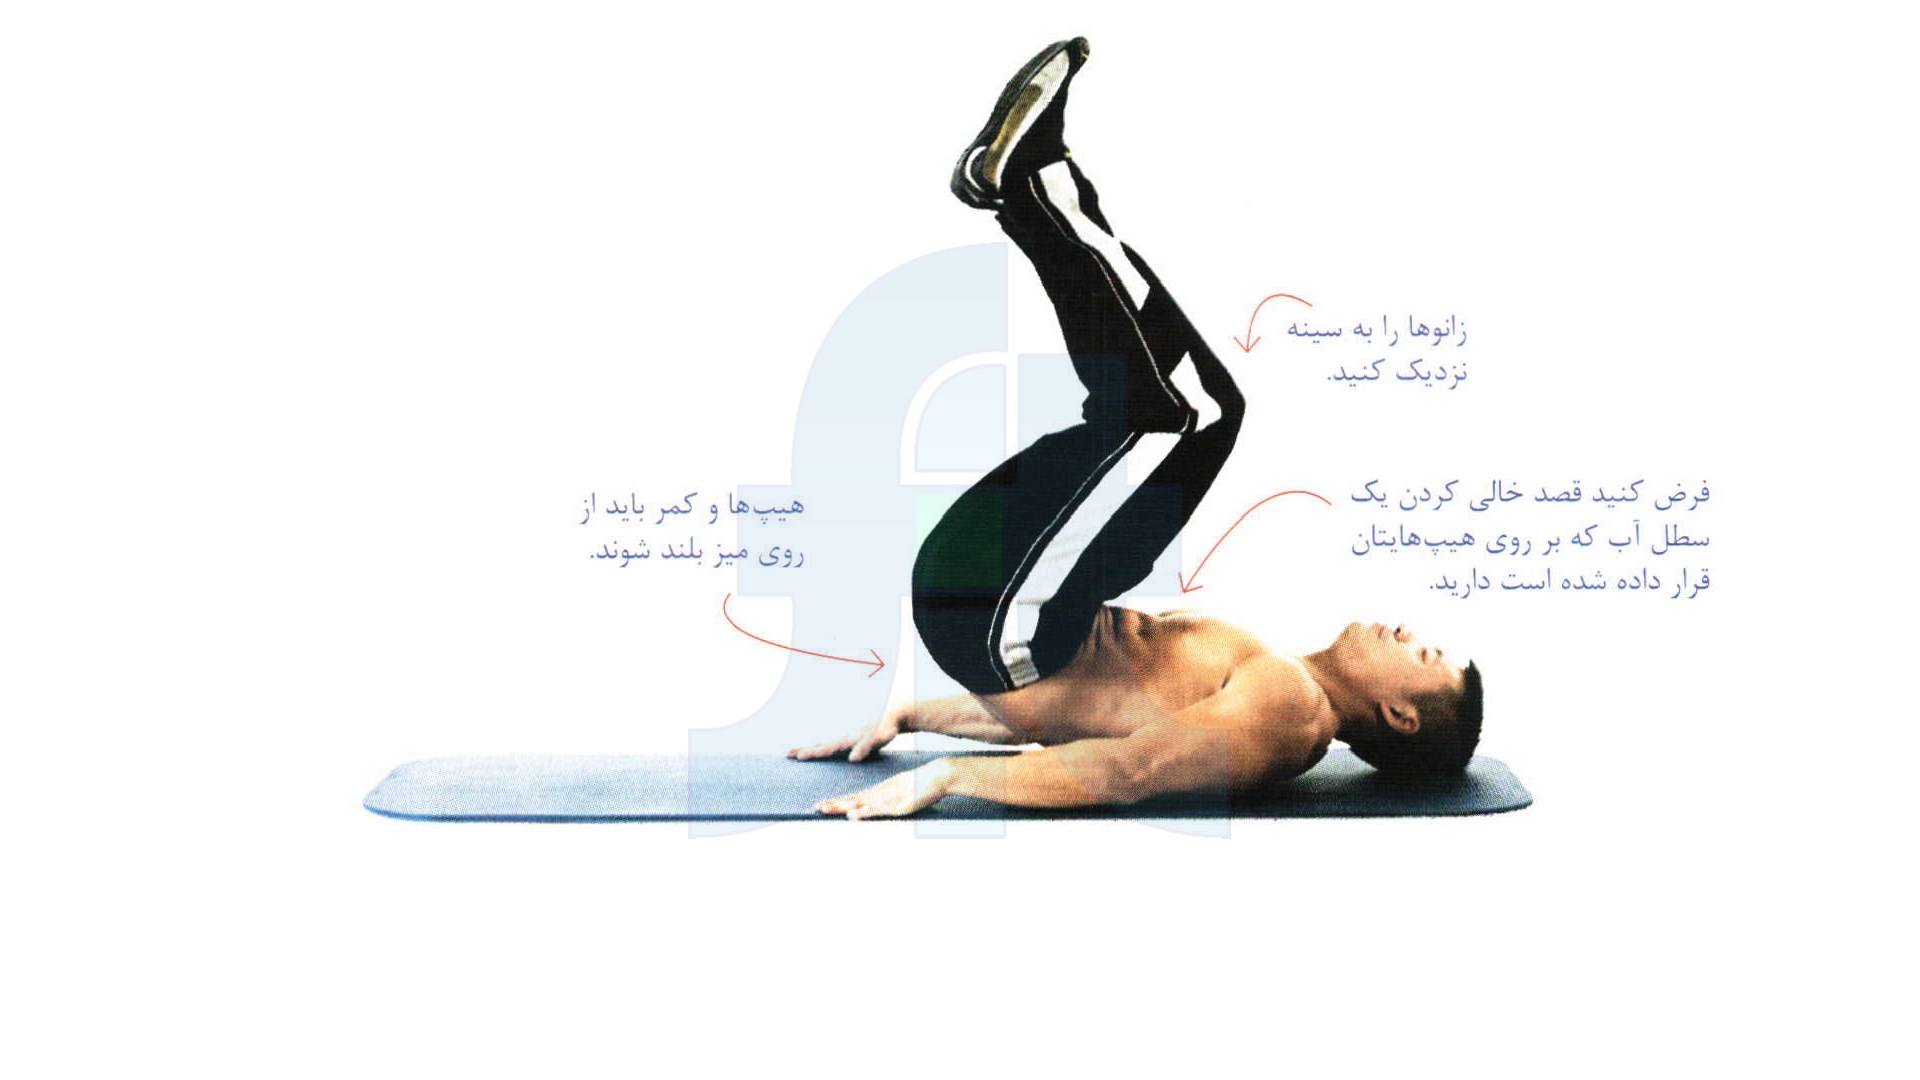 زانوها را به سینه
نزدیک کنید.
فرض کنید قصد خالی کردن یک
سطل آب که بر روی هیپ‌هایتان
قرار داده شده است دارید.
هیپ‌ها و کمر باید از
روی میز بلند شوند.
ft